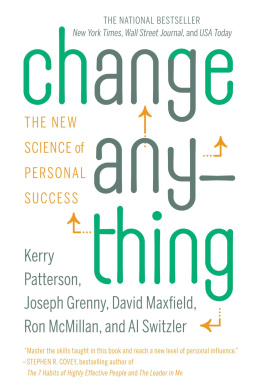 THE NATIONAL BESTSELLER
New York Times, Wall Street Journal, and USA Today
change
THE NEW
SCIENCE of
PERSONAL
SUCCESS
any–
thing
Kerry
Patterson,
Joseph Grenny, David Maxfield,
Ron McMillan, and Al Switzler
"Master the skills taught in this book and reach a new level of personal influence."
—STEPHEN R. COVEY, bestselling author of
The 7 Habits of Highly Effective People and The Leader in Me